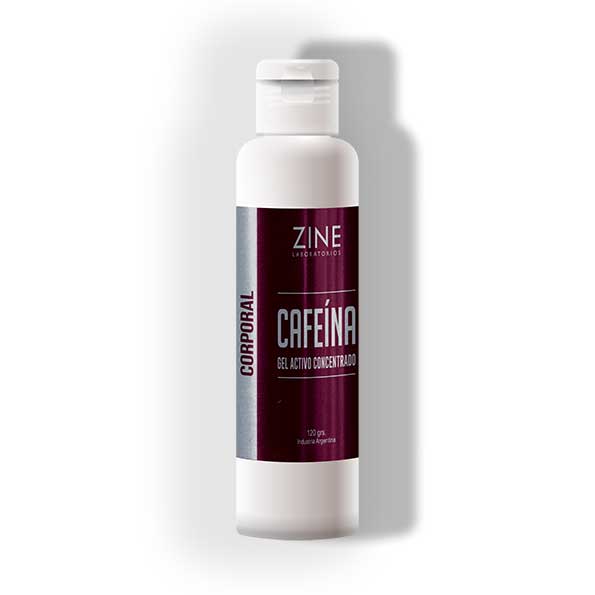 ZINE
LABORATORIOS
CORPORAL
CAFEÍNA
GEL ACTIVO CONCENTRADO
120 grs.
Industria Argentina